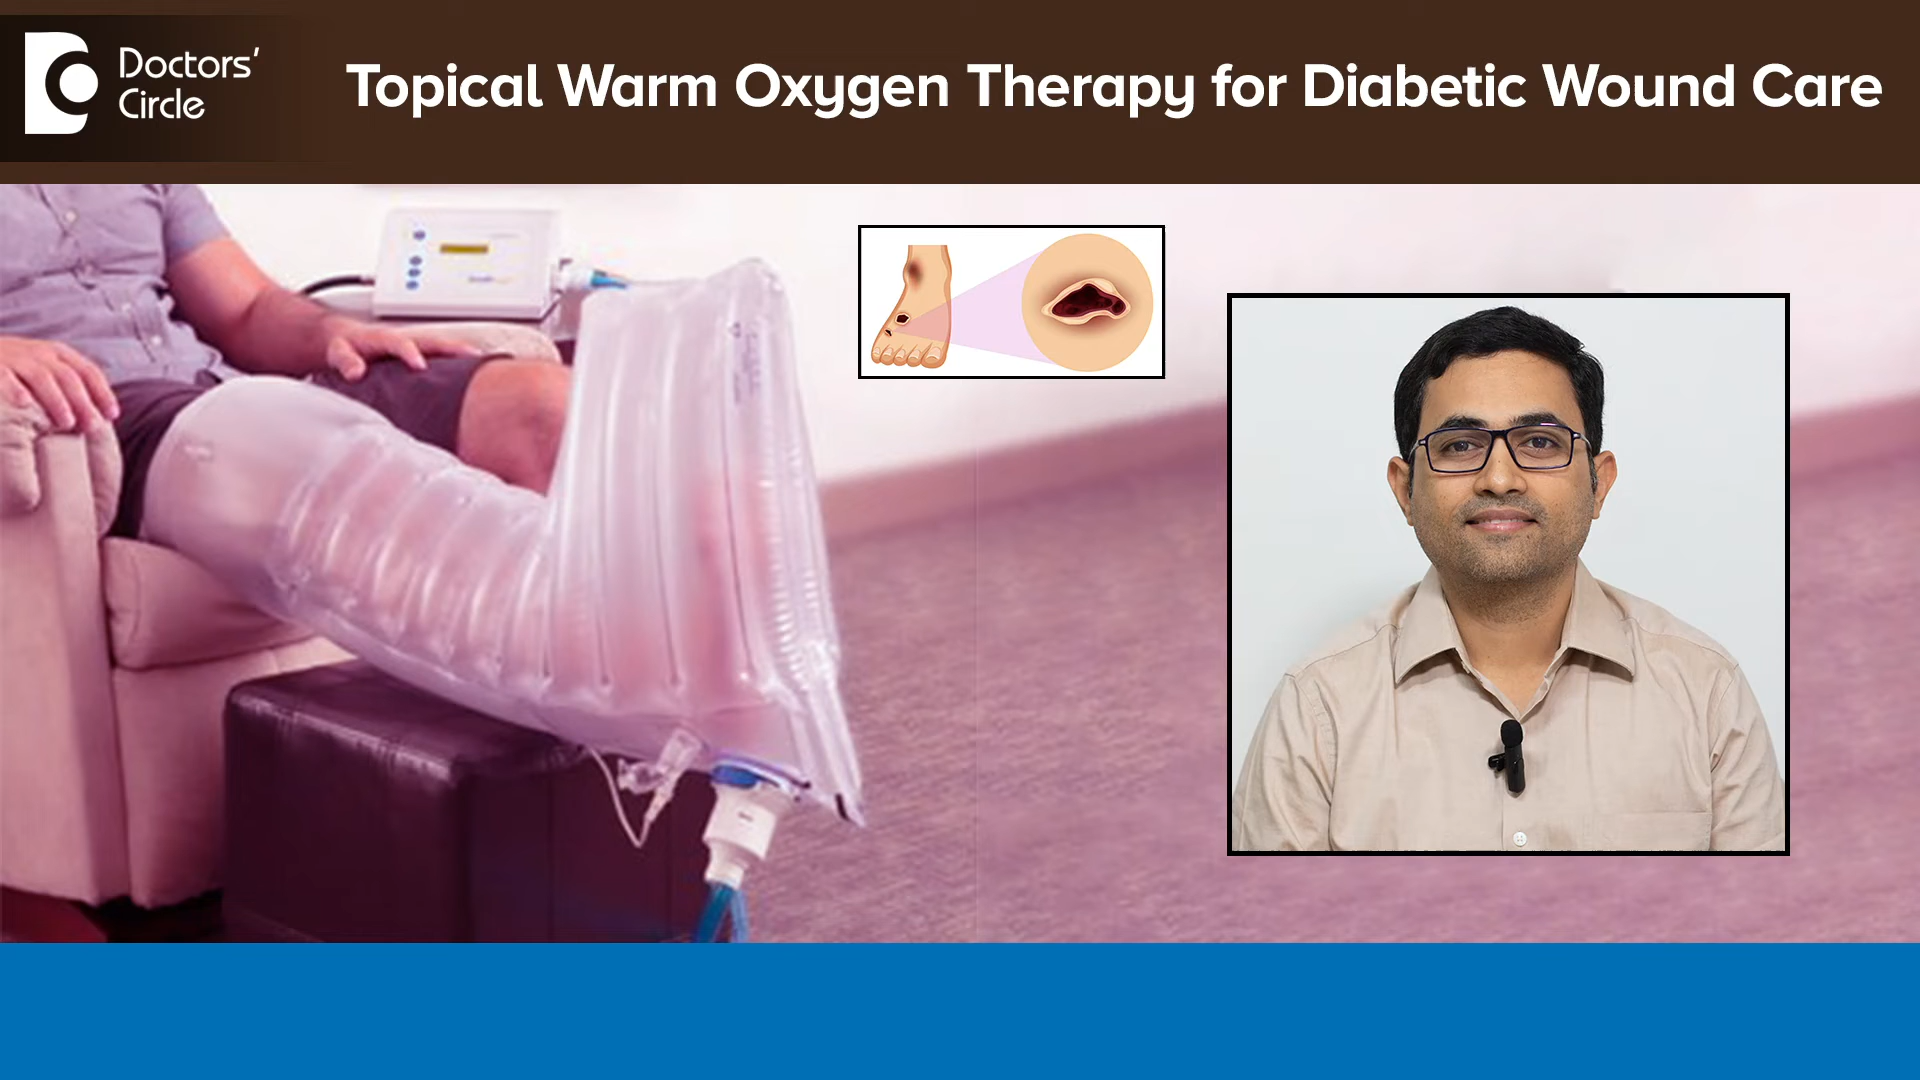 Doctors'
Circle
Topical Warm Oxygen Therapy for Diabetic Wound Care